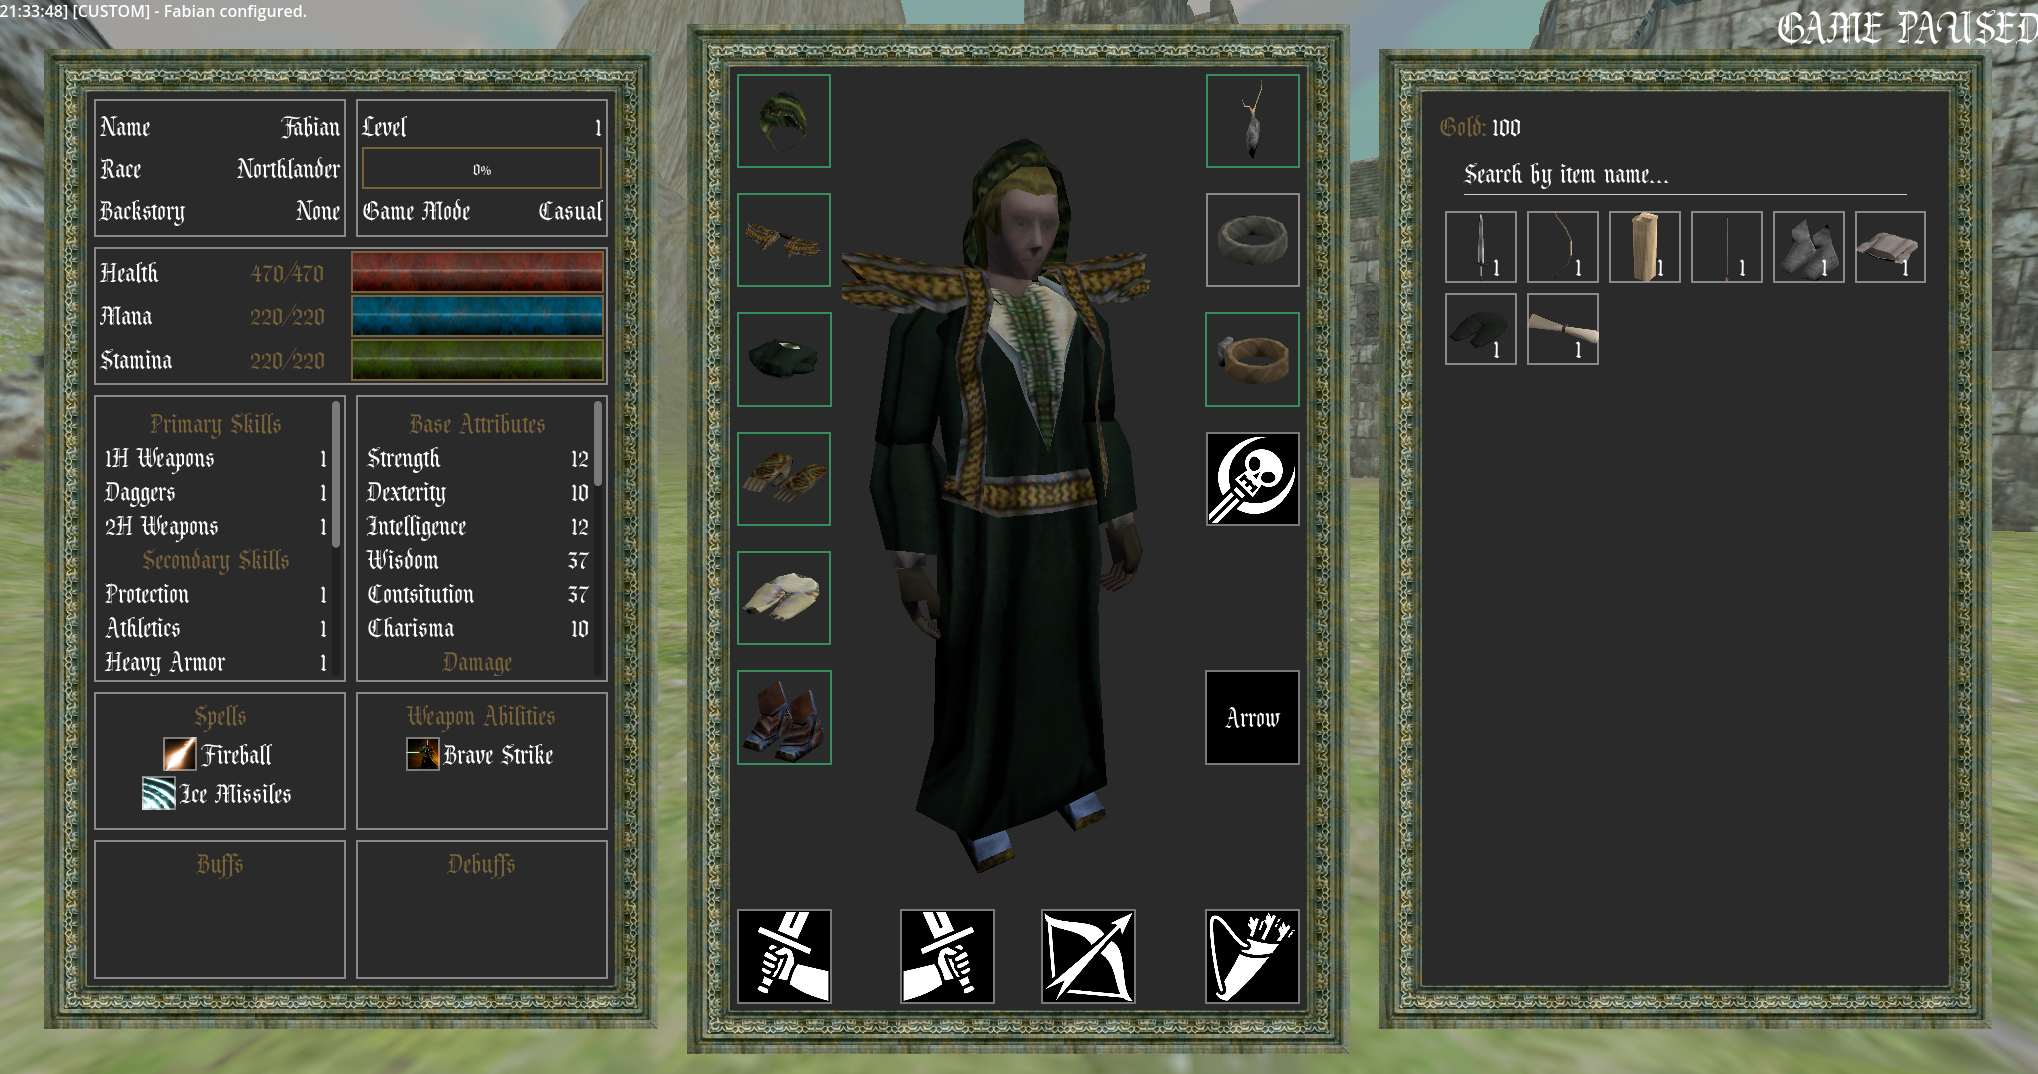 21:33:48] [CUSTOM] - Fabian configured.
GAME PAUSED
Name Fabian
Race Northlander
Backstory None
Level 1
0%
Game Mode Casual
Health 470/470
Mana 220/220
Stamina 220/220
Primary Skills
1H Weapons 1
Daggers 1
2H Weapons 1
Secondary Skills
Protection 1
Athletics 1
Heavy Armor 1
Base Attributes
Strength 12
Dexterity 10
Intelligence 12
Wisdom 37
Contsitution 37
Charisma 10
Damage
Spells
Fireball
Ice Missiles
Weapon Abilities
Brave Strike
Buffs
Debuffs
Arrow
Gold: 100
Search by item name...
1 1 1 1 1 1
1 1